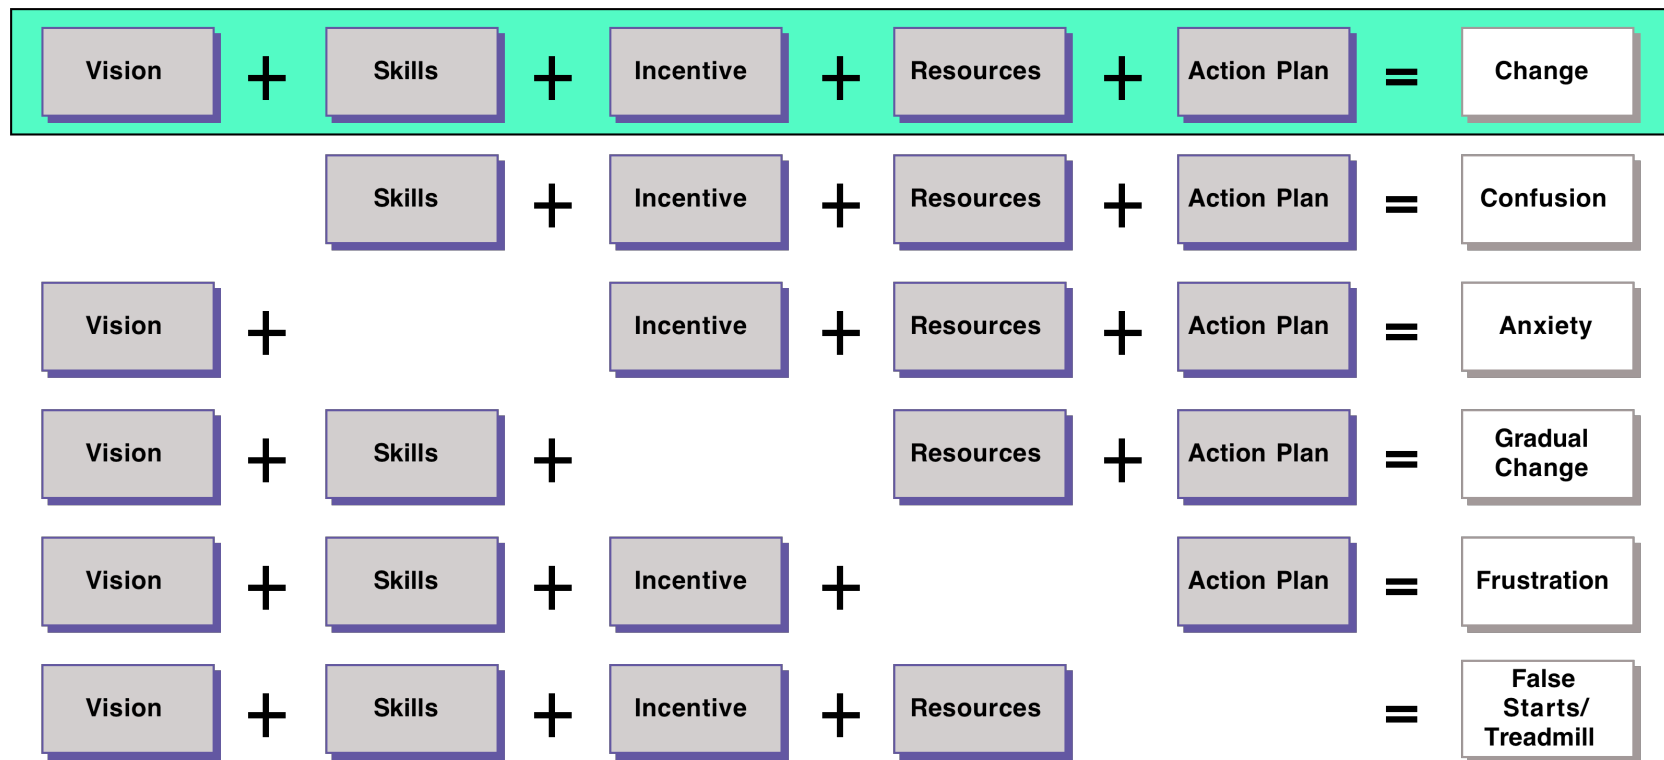 Vision + Skills + Incentive + Resources + Action Plan = Change
Skills + Incentive + Resources + Action Plan = Confusion
Vision + Incentive + Resources + Action Plan = Anxiety
Vision + Skills + Resources + Action Plan = Gradual
Change
Vision + Skills + Incentive + Action Plan = Frustration
Vision + Skills + Incentive + Resources = False
Starts/
Treadmill